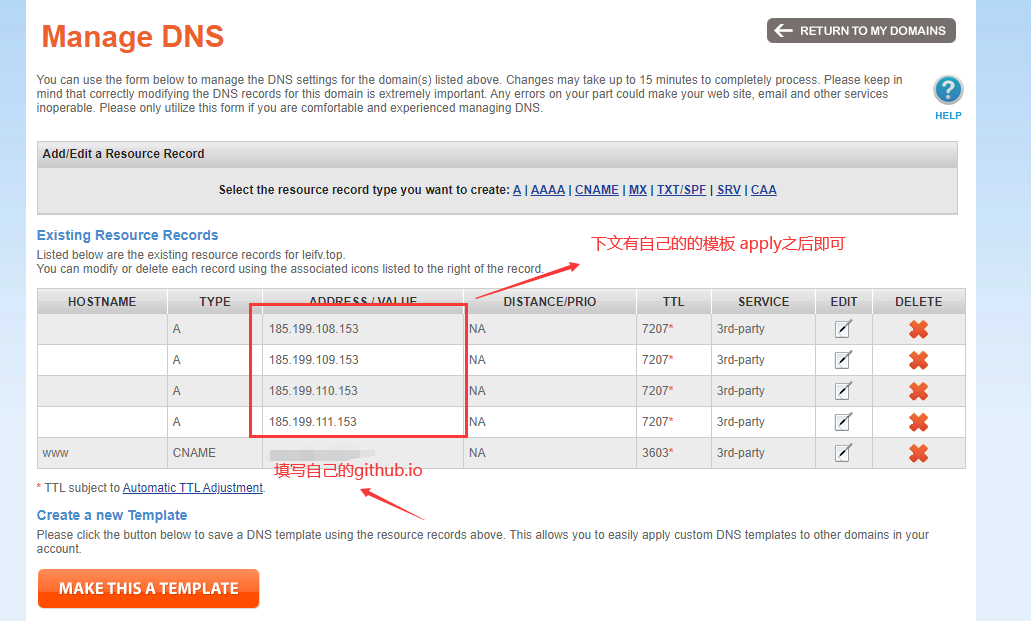 Manage DNS
RETURN TO MY DOMAINS
You can use the form below to manage the DNS settings for the domain(s) listed above. Changes may take up to 15 minutes to completely process. Please keep in
mind that correctly modifying the DNS records for this domain is extremely important. Any errors on your part could make your web site, email and other services
inoperable. Please only utilize this form if you are comfortable and experienced managing DNS.
?
HELP
Add/Edit a Resource Record
Select the resource record type you want to create: A | AAAA | CNAME | MX | TXT/SPF | SRV | CAA
Existing Resource Records
下文有自己的的模板 apply之后即可
Listed below are the existing resource records for leifv.top.
You can modify or delete each record using the associated icons listed to the right of the record.
HOSTNAME TYPE ADDRESS / VALUE DISTANCE/PRIO TTL SERVICE EDIT DELETE
A 185.199.108.153 NA 7207* 3rd-party
A 185.199.109.153 NA 7207* 3rd-party
A 185.199.110.153 NA 7207* 3rd-party
A 185.199.111.153 NA 7207* 3rd-party
www CNAME NA 3603* 3rd-party
填写自己的github.io
* TTL subject to Automatic TTL Adjustment.
Create a new Template
Please click the button below to save a DNS template using the resource records above. This allows you to easily apply custom DNS templates to other domains in your
account.
MAKE THIS A TEMPLATE